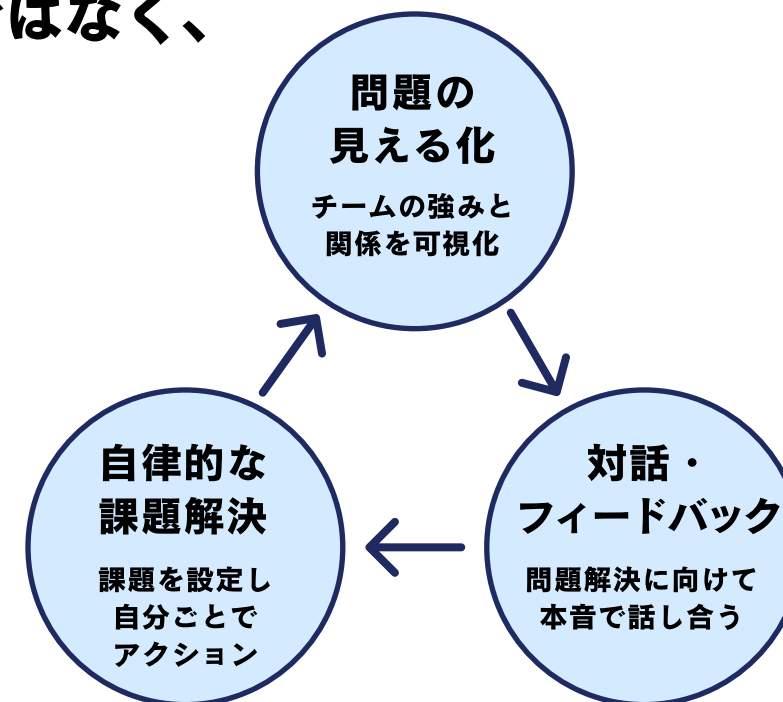 はなく、
問題の
見える化
チームの強みと
関係を可視化
自律的な
課題解決
課題を設定し
自分ごとで
アクション
対話・
フィードバック
問題解決に向けて
本音で話し合う